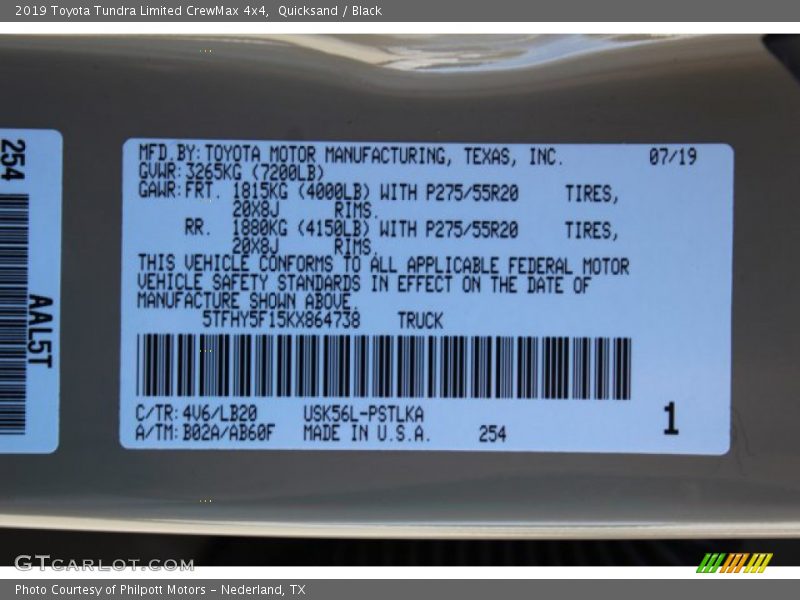 2019 Toyota Tundra Limited CrewMax 4x4,  Quicksand / Black
254
AAL5T
MFD.BY:TOYOTA MOTOR MANUFACTURING, TEXAS, INC. 07/19
GVWR:3265KG (7200LB)
GAWR:FRT. 1815KG (4000LB) WITH P275/55R20 TIRES,
20X8J RIMS.
RR. 1880KG (4150LB) WITH P275/55R20 TIRES,
20X8J RIMS.
THIS VEHICLE CONFORMS TO ALL APPLICABLE FEDERAL MOTOR
VEHICLE SAFETY STANDARDS IN EFFECT ON THE DATE OF
MANUFACTURE SHOWN ABOVE.
5TFHY5F15KX864738 TRUCK
C/TR:4V6/LB20 USK56L-PSTLKA
A/TM:B02A/AB60F MADE IN U.S.A. 254
1
GTCARLOT.COM
Photo Courtesy of Philpott Motors - Nederland, TX